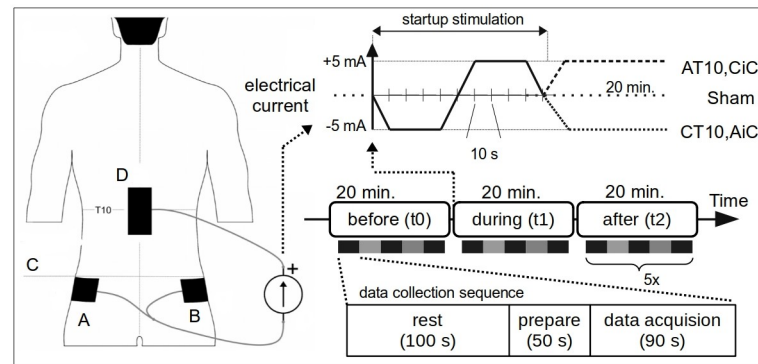 startup stimulation
+5 mA
-5 mA
electrical
current
AT10,CiC
20 min.
Sham
CT10,AiC
10 s
D
T10
C
A
B
+
20 min.
20 min.
20 min.
Time
before (t0)
during (t1)
after (t2)
5x
data collection sequence
rest
(100 s)
prepare
(50 s)
data acquision
(90 s)